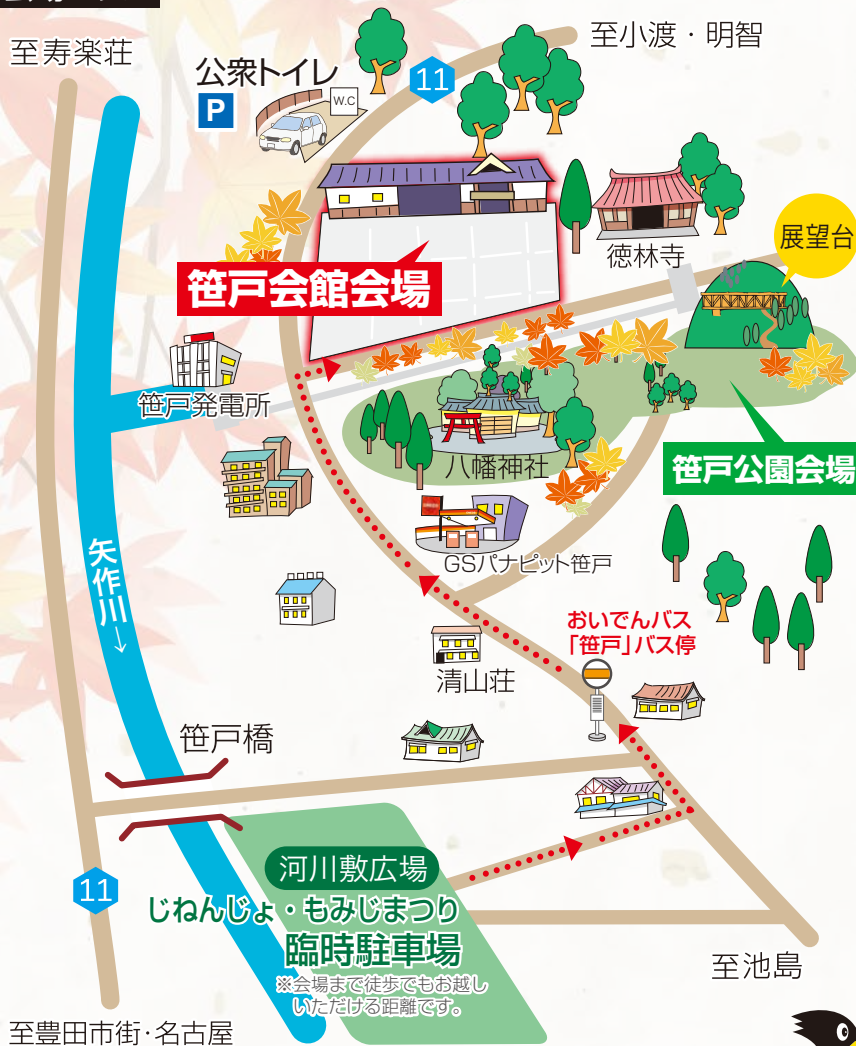 至寿楽荘
至小渡・明智
公衆トイレ
P
W.C
11
徳林寺
展望台
笹戸会館会場
笹戸発電所
八幡神社
笹戸公園会場
GSパナピット笹戸
矢作川→
おいでんバス
「笹戸」バス停
清山荘
笹戸橋
河川敷広場
11
じねんじょ・もみじまつり
臨時駐車場
※会場まで徒歩でもお越し
いただける距離です。
至池島
至豊田市街・名古屋